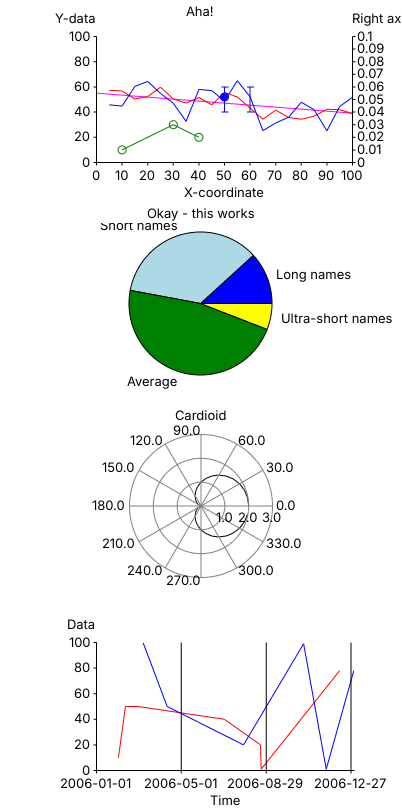 Aha!
Y-data
Right ax
100
80
60
40
20
0
0.1
0.09
0.08
0.07
0.06
0.05
0.04
0.03
0.02
0.01
0
0 10 20 30 40 50 60 70 80 90 100
X-coordinate
Okay - this works
Short names
Long names
Ultra-short names
Average
Cardioid
90.0
120.0 60.0
150.0 30.0
180.0 0.0
1.0 2.0 3.0
210.0 330.0
240.0 300.0
270.0
Data
100
80
60
40
20
0
2006-01-01 2006-05-01 2006-08-29 2006-12-27
Time